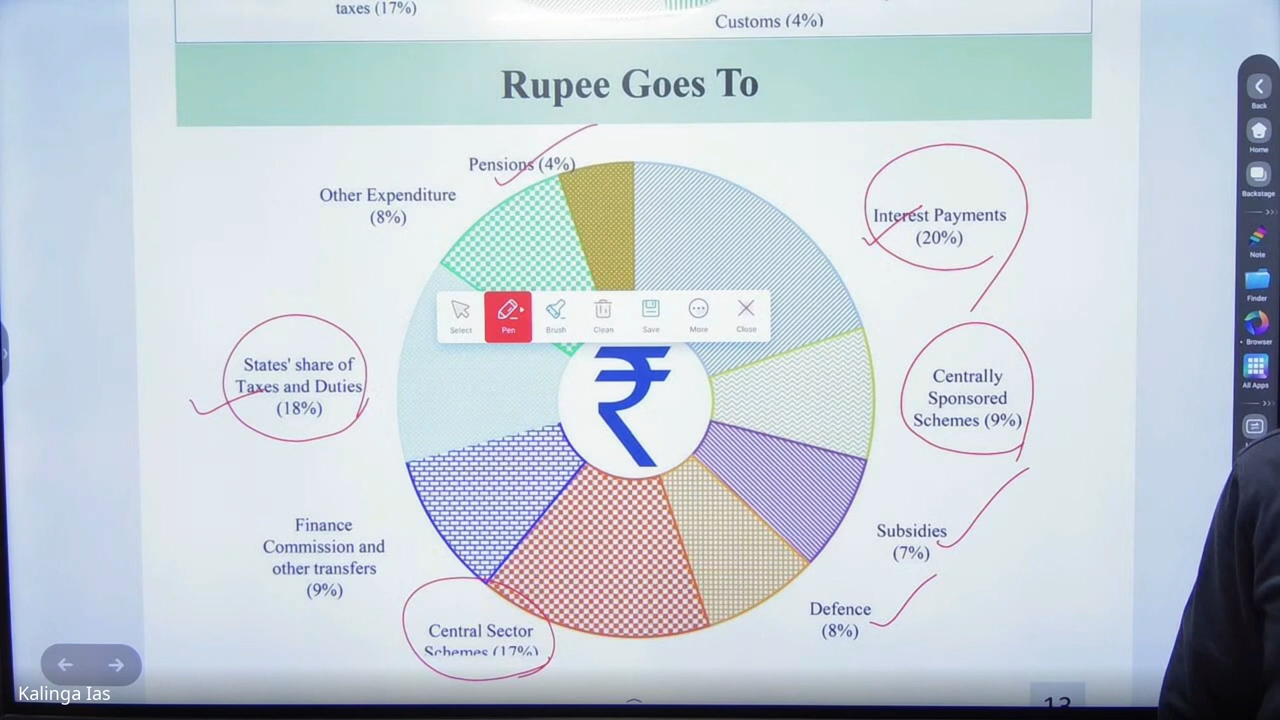 taxes (17%)
Customs (4%)
Rupee Goes To
Pensions (4%)
Other Expenditure
(8%)
Interest Payments
(20%)
States' share of
Taxes and Duties
(18%)
Centrally
Sponsored
Schemes (9%)
Select
Pen
Brush
Clean
Save
More
Close
₹
Finance
Commission and
other transfers
(9%)
Subsidies
(7%)
Central Sector
Schemes (17%)
Defence
(8%)
13
Back
Home
Backstage
Note
Finder
Browser
All Apps
Kalinga Ias